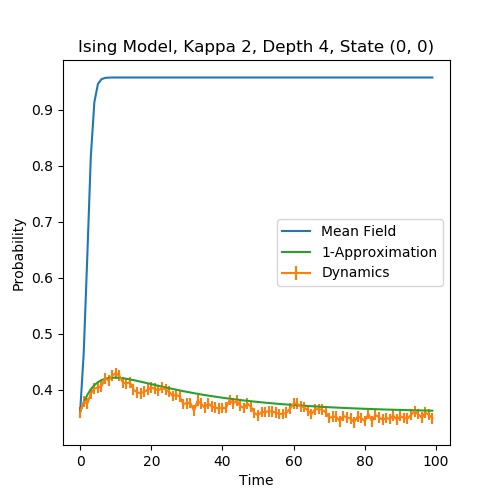 Ising Model, Kappa 2, Depth 4, State (0, 0)
0.9
0.8
0.7
0.6
0.5
0.4
Probability
Mean Field
1-Approximation
Dynamics
0
20
40
60
80
100
Time